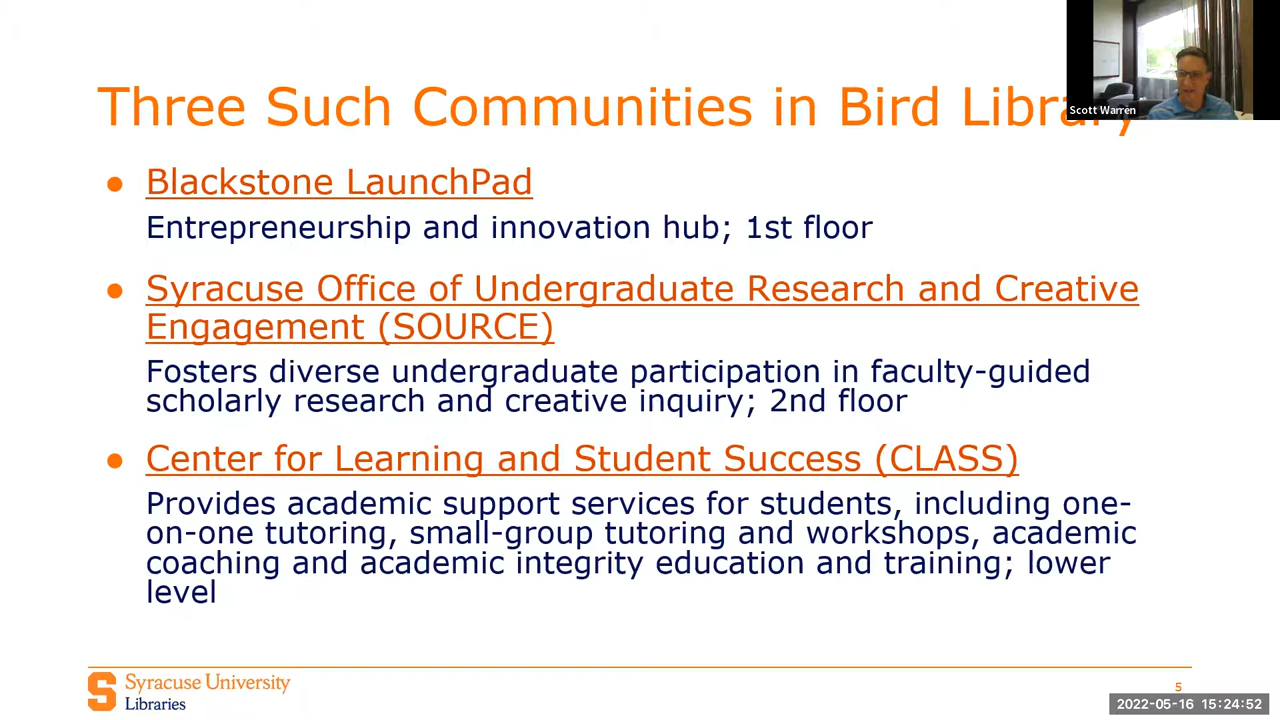 Three Such Communities in Bird Library
Scott Warren
● Blackstone LaunchPad
Entrepreneurship and innovation hub; 1st floor
● Syracuse Office of Undergraduate Research and Creative
Engagement (SOURCE)
Fosters diverse undergraduate participation in faculty-guided
scholarly research and creative inquiry; 2nd floor
● Center for Learning and Student Success (CLASS)
Provides academic support services for students, including one-
on-one tutoring, small-group tutoring and workshops, academic
coaching and academic integrity education and training; lower
level
S Syracuse University
Libraries
5
2022-05-16 15:24:52